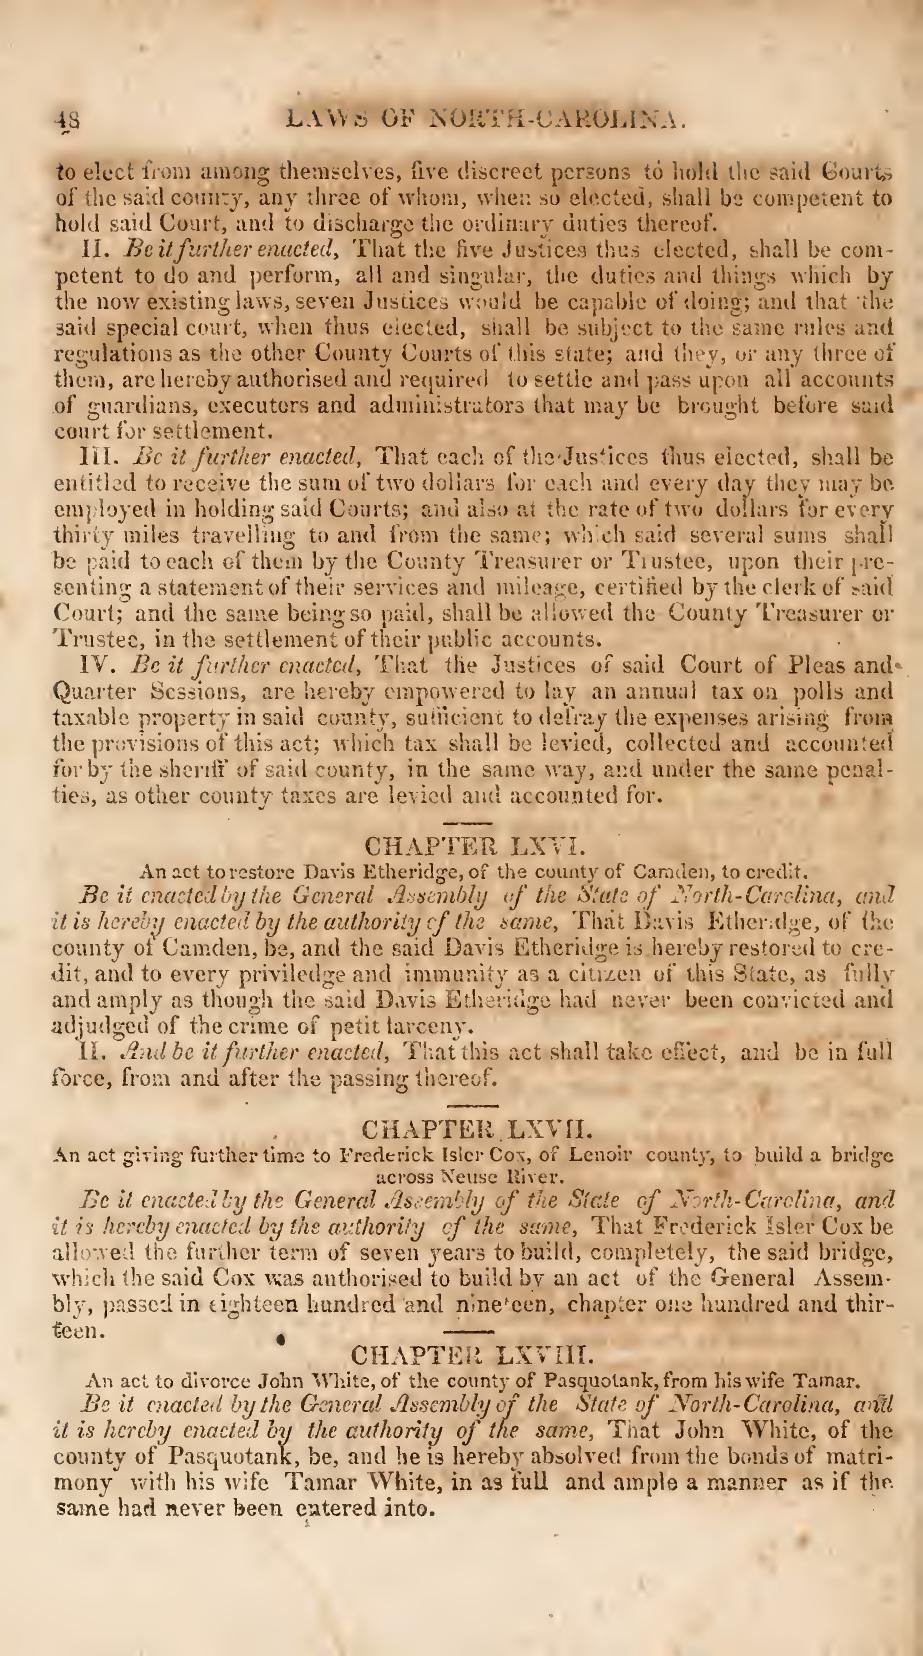 48 LAWS OF NORTH-CAROLINA.
to elect from among themselves, five discreet persons to hold the said Courts
of the said county, any three of whom, when so elected, shall be competent to
hold said Court, and to discharge the ordinary duties thereof.
II. Be it further enacted, That the five Justices thus elected, shall be com-
petent to do and perform, all and singular, the duties and things which by
the now existing laws, seven Justices would be capable of doing; and that the
said special court, when thus elected, shall be subject to the same rules and
regulations as the other County Courts of this state; and they, or any three of
them, are hereby authorised and required to settle and pass upon all accounts
of guardians, executors and administrators that may be brought before said
court for settlement.
III. Be it further enacted, That each of the Justices thus elected, shall be
entitled to receive the sum of two dollars for each and every day they may be
employed in holding said Courts; and also at the rate of two dollars for every
thirty miles travelling to and from the same; which said several sums shall
be paid to each of them by the County Treasurer or Trustee, upon their pre-
senting a statement of their services and mileage, certified by the clerk of said
Court; and the same being so paid, shall be allowed the County Treasurer or
Trustee, in the settlement of their public accounts.
IV. Be it further enacted, That the Justices of said Court of Pleas and
Quarter Sessions, are hereby empowered to lay an annual tax on polls and
taxable property in said county, sufficient to defray the expenses arising from
the provisions of this act; which tax shall be levied, collected and accounted
for by the sheriff of said county, in the same way, and under the same penal-
ties, as other county taxes are levied and accounted for.
CHAPTER LXVI.
An act to restore Davis Etheridge, of the county of Camden, to credit.
Be it enacted by the General Assembly of the State of North-Carolina, and
it is hereby enacted by the authority of the same, That Davis Etheridge, of the
county of Camden, be, and the said Davis Etheridge is hereby restored to cre-
dit, and to every priviledge and immunity as a citizen of this State, as fully
and amply as though the said Davis Etheridge had never been convicted and
adjudged of the crime of petit larceny.
II. And be it further enacted, That this act shall take effect, and be in full
force, from and after the passing thereof.
CHAPTER LXVII.
An act giving further time to Frederick Isler Cox, of Lenoir county, to build a bridge
across Neuse River.
Be it enacted by the General Assembly of the State of North-Carolina, and
it is hereby enacted by the authority of the same, That Frederick Isler Cox be
allowed the further term of seven years to build, completely, the said bridge,
which the said Cox was authorised to build by an act of the General Assem-
bly, passed in eighteen hundred and nineteen, chapter one hundred and thir-
teen.
CHAPTER LXVIII.
An act to divorce John White, of the county of Pasquotank, from his wife Tamar.
Be it enacted by the General Assembly of the State of North-Carolina, and
it is hereby enacted by the authority of the same, That John White, of the
county of Pasquotank, be, and he is hereby absolved from the bonds of matri-
mony with his wife Tamar White, in as full and ample a manner as if the
same had never been entered into.